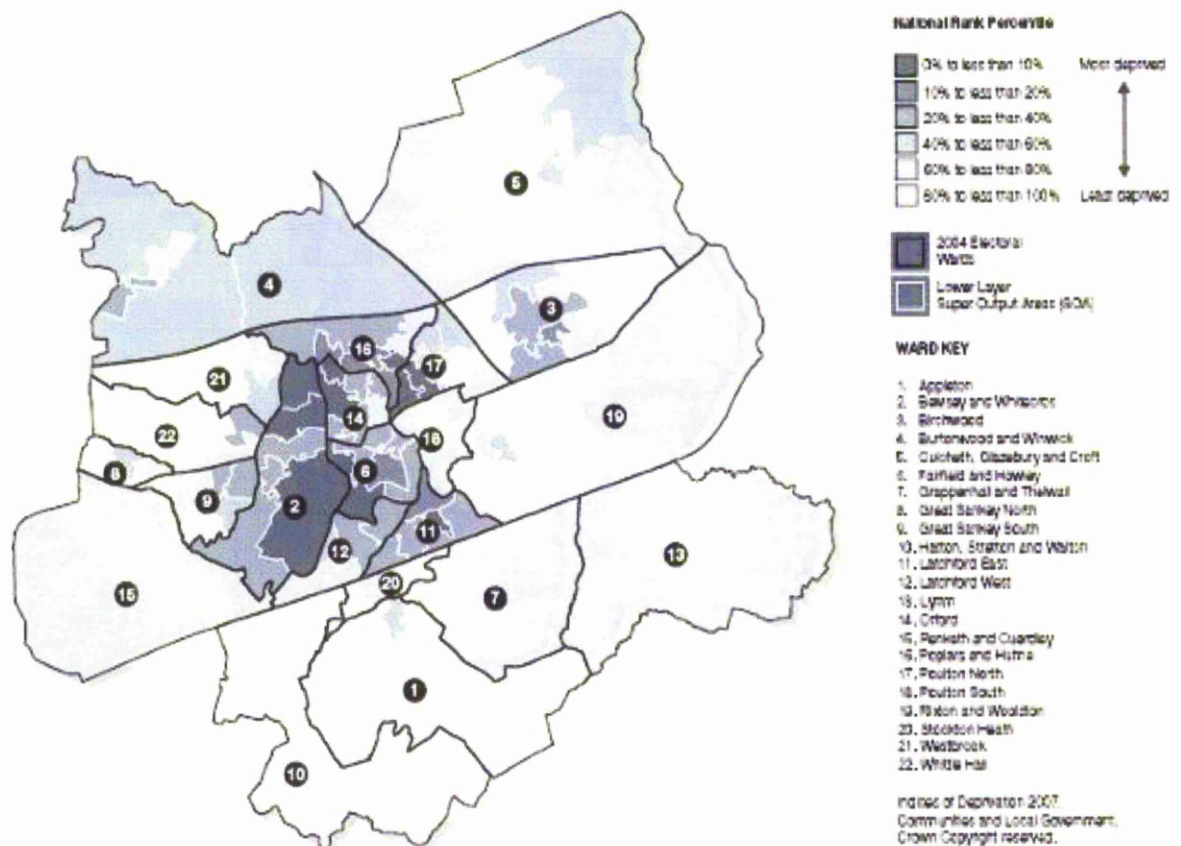 National Rank Percentile
0% to less than 10% Most deprived
10% to less than 20%
20% to less than 40%
40% to less than 60%
60% to less than 80%
80% to less than 100% Least deprived
2004 Electoral
Wards
Lower Layer
Super Output Areas (SOA)
WARD KEY
1. Appleton
2. Bewsey and Whitecross
3. Birchwood
4. Burtonwood and Winwick
5. Culcheth, Glazebury and Croft
6. Fairfield and Howley
7. Grappenhall and Thelwall
8. Great Sankey North
9. Great Sankey South
10. Hatton, Stretton and Walton
11. Latchford East
12. Latchford West
13. Lymm
14. Orford
15. Penketh and Cuerdley
16. Poplars and Hulme
17. Poulton North
18. Poulton South
19. Rixton and Woolston
20. Stockton Heath
21. Westbrook
22. Whittle Hall
Indices of Deprivation 2007.
Communities and Local Government.
Crown Copyright reserved.
5
4
3
16
17
21
14
19
22
18
8
6
9
2
11
12
13
20
15
7
1
10